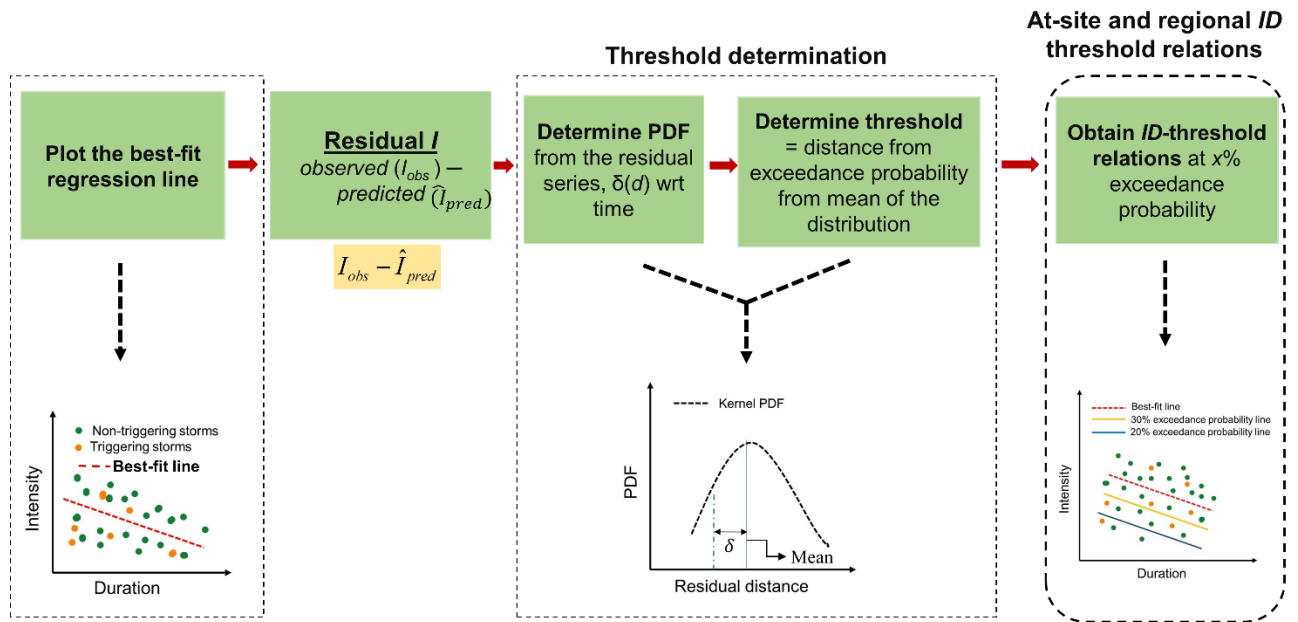 At-site and regional ID
threshold relations
Threshold determination
Plot the best-fit
regression line
Residual I
observed (I_obs) –
predicted (Î_pred)
I_obs − Î_pred
Determine PDF
from the residual
series, δ(d) wrt
time
Determine threshold
= distance from
exceedance probability
from mean of the
distribution
Obtain ID-threshold
relations at x%
exceedance
probability
Non-triggering storms
Triggering storms
Best-fit line
Intensity
Duration
Kernel PDF
PDF
δ
Mean
Residual distance
Best-fit line
30% exceedance probability line
20% exceedance probability line
Intensity
Duration